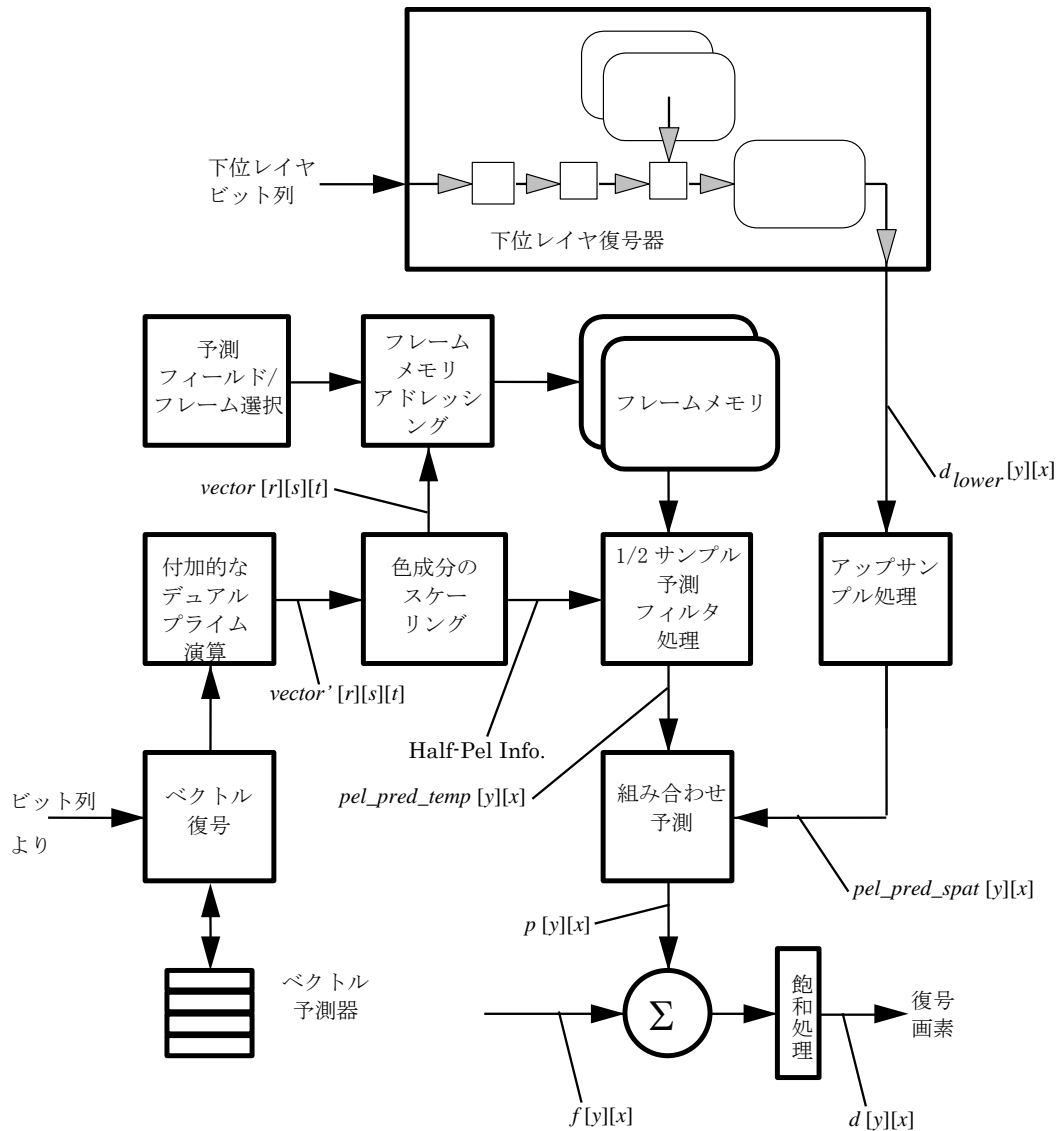 下位レイヤ
ビット列
下位レイヤ復号器
予測
フィールド/
フレーム選択
フレーム
メモリ
アドレッシ
ング
フレームメモリ
d lower [y][x]
vector [r][s][t]
付加的な
デュアル
プライム
演算
色成分の
スケー
リング
1/2 サンプル
予測
フィルタ
処理
アップサン
プル処理
vector' [r][s][t]
Half-Pel Info.
pel_pred_temp [y][x]
ビット列
より
ベクトル
復号
組み合わせ
予測
pel_pred_spat [y][x]
p [y][x]
ベクトル
予測器
Σ
飽和処理
復号
画素
f [y][x]
d [y][x]